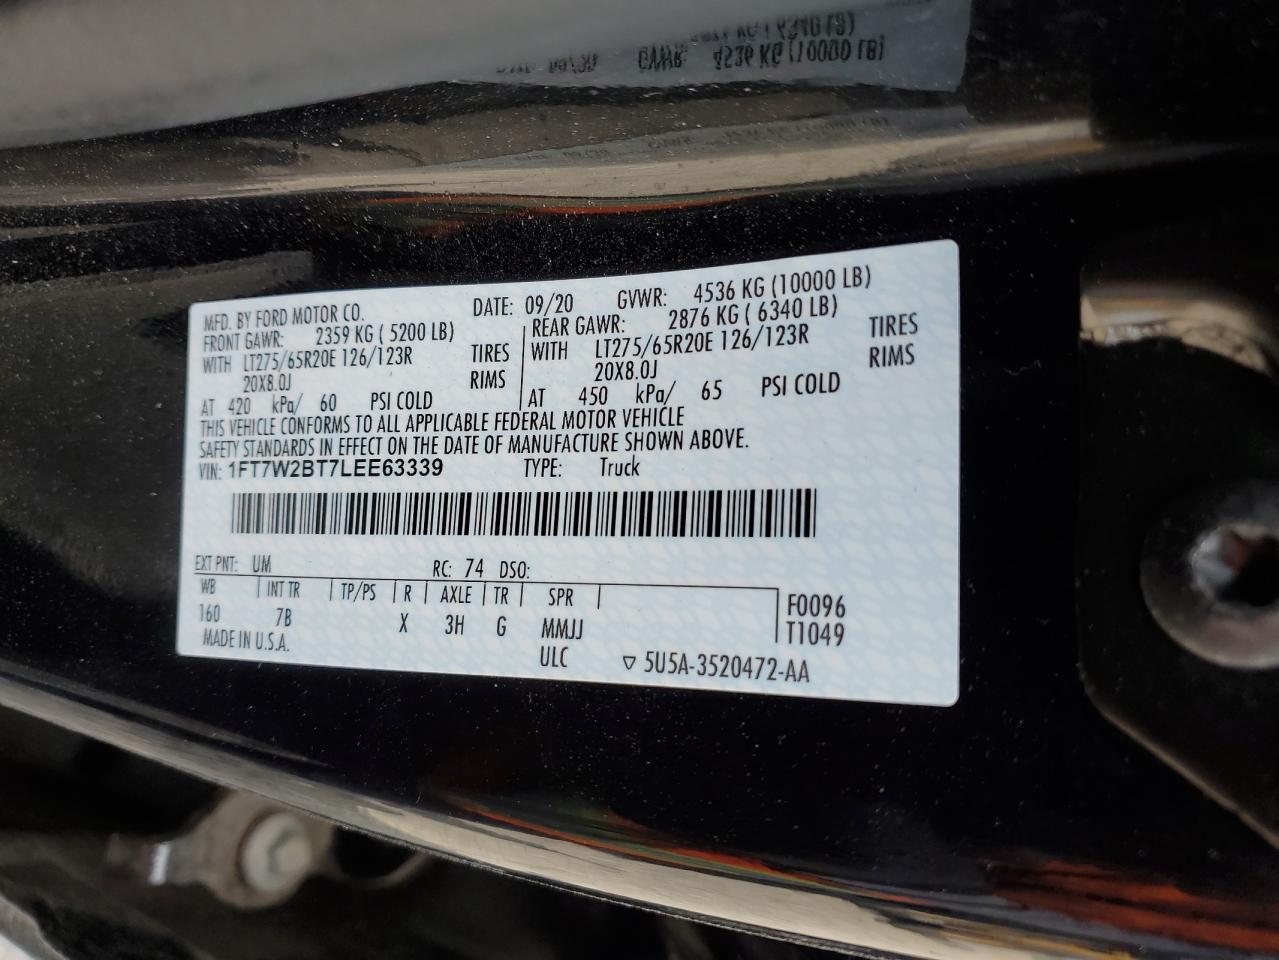 MFD. BY FORD MOTOR CO. DATE: 09/20 GVWR: 4536 KG (10000 LB)
FRONT GAWR: 2359 KG ( 5200 LB) REAR GAWR: 2876 KG ( 6340 LB)
WITH LT275/65R20E 126/123R TIRES WITH LT275/65R20E 126/123R TIRES
20X8.0J RIMS 20X8.0J RIMS
AT 420 kPa/ 60 PSI COLD AT 450 kPa/ 65 PSI COLD
THIS VEHICLE CONFORMS TO ALL APPLICABLE FEDERAL MOTOR VEHICLE
SAFETY STANDARDS IN EFFECT ON THE DATE OF MANUFACTURE SHOWN ABOVE.
VIN: 1FT7W2BT7LEE63339 TYPE: Truck
EXT PNT: UM RC: 74 DSO:
WB INT TR TP/PS R AXLE TR SPR F0096
160 7B X 3H G MMJJ T1049
MADE IN U.S.A. ULC ▽ 5U5A-3520472-AA